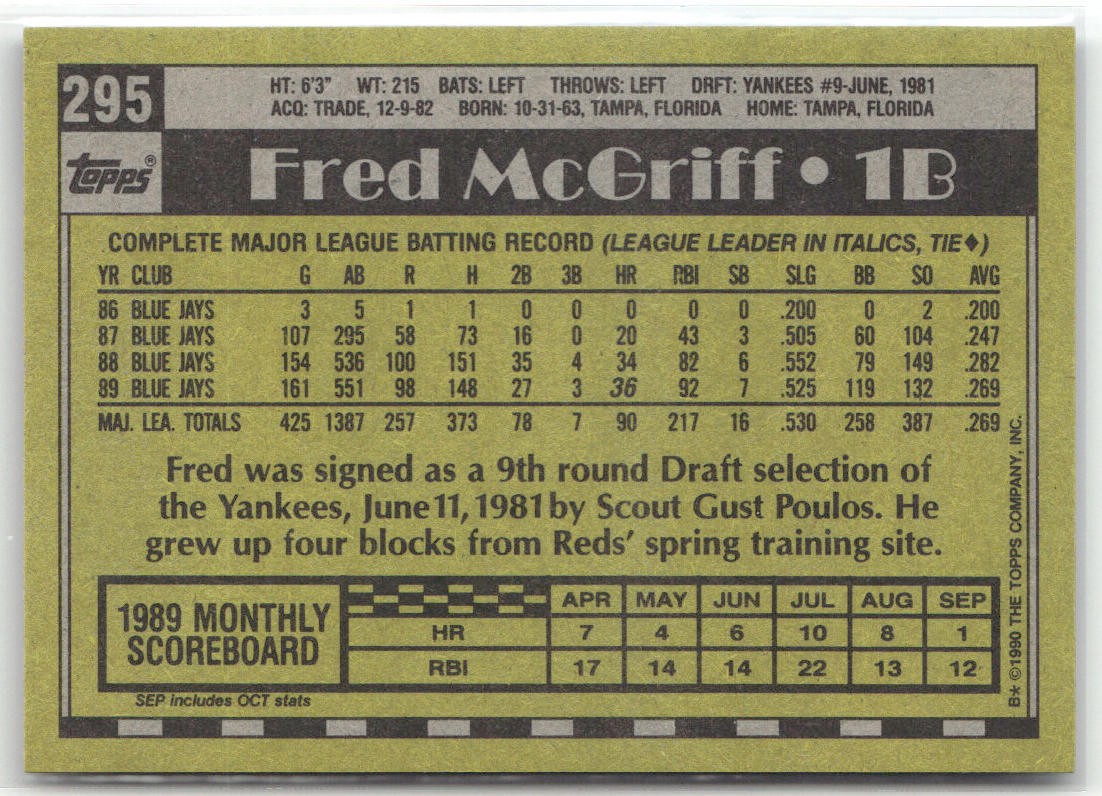 295
HT: 6'3" WT: 215 BATS: LEFT THROWS: LEFT DRFT: YANKEES #9-JUNE, 1981
ACQ: TRADE, 12-9-82 BORN: 10-31-63, TAMPA, FLORIDA HOME: TAMPA, FLORIDA
topps®
Fred McGriff • 1B
COMPLETE MAJOR LEAGUE BATTING RECORD (LEAGUE LEADER IN ITALICS, TIE♦)
YR CLUB G AB R H 2B 3B HR RBI SB SLG BB SO AVG
86 BLUE JAYS 3 5 1 1 0 0 0 0 0 .200 0 2 .200
87 BLUE JAYS 107 295 58 73 16 0 20 43 3 .505 60 104 .247
88 BLUE JAYS 154 536 100 151 35 4 34 82 6 .552 79 149 .282
89 BLUE JAYS 161 551 98 148 27 3 36 92 7 .525 119 132 .269
MAJ. LEA. TOTALS 425 1387 257 373 78 7 90 217 16 .530 258 387 .269
Fred was signed as a 9th round Draft selection of
the Yankees, June 11, 1981 by Scout Gust Poulos. He
grew up four blocks from Reds' spring training site.
1989 MONTHLY
SCOREBOARD
APR MAY JUN JUL AUG SEP
HR 7 4 6 10 8 1
RBI 17 14 14 22 13 12
SEP includes OCT stats
B* ©1990 THE TOPPS COMPANY, INC.